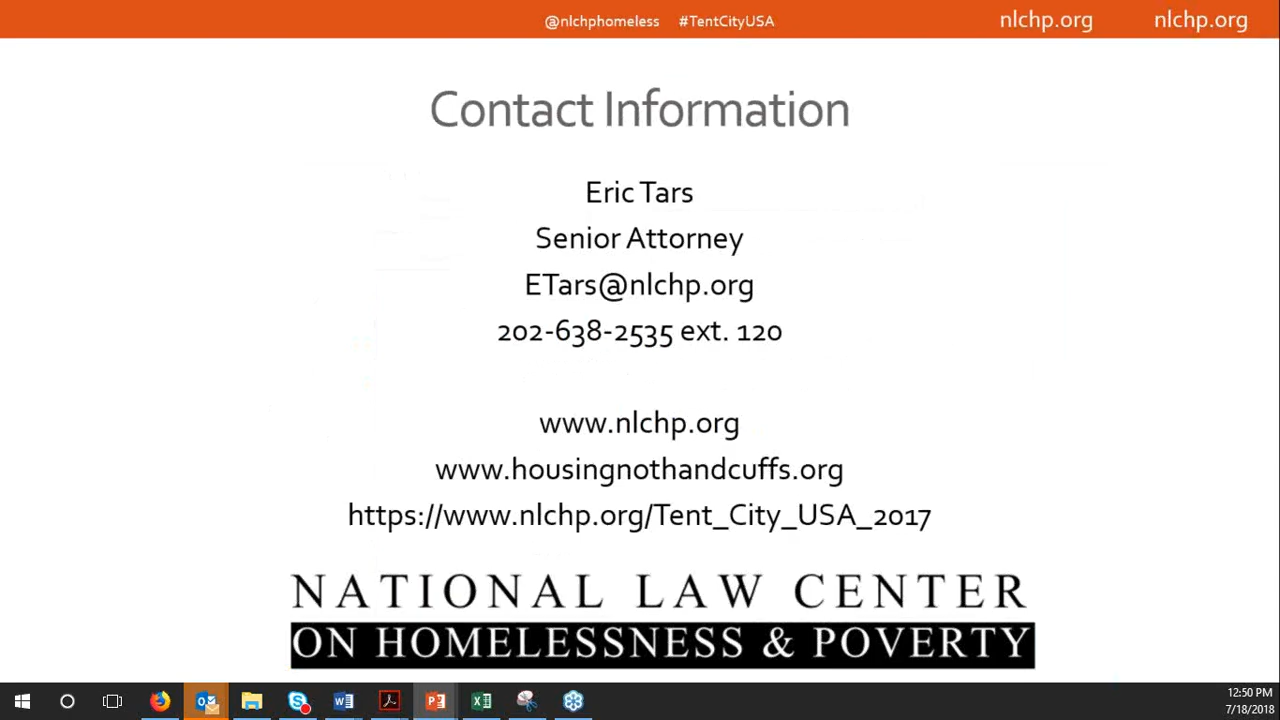 @nlchphomeless #TentCityUSA nlchp.org nlchp.org
Contact Information
Eric Tars
Senior Attorney
ETars@nlchp.org
202-638-2535 ext. 120
www.nlchp.org
www.housingnothandcuffs.org
https://www.nlchp.org/Tent_City_USA_2017
NATIONAL LAW CENTER
ON HOMELESSNESS & POVERTY
12:50 PM
7/18/2018